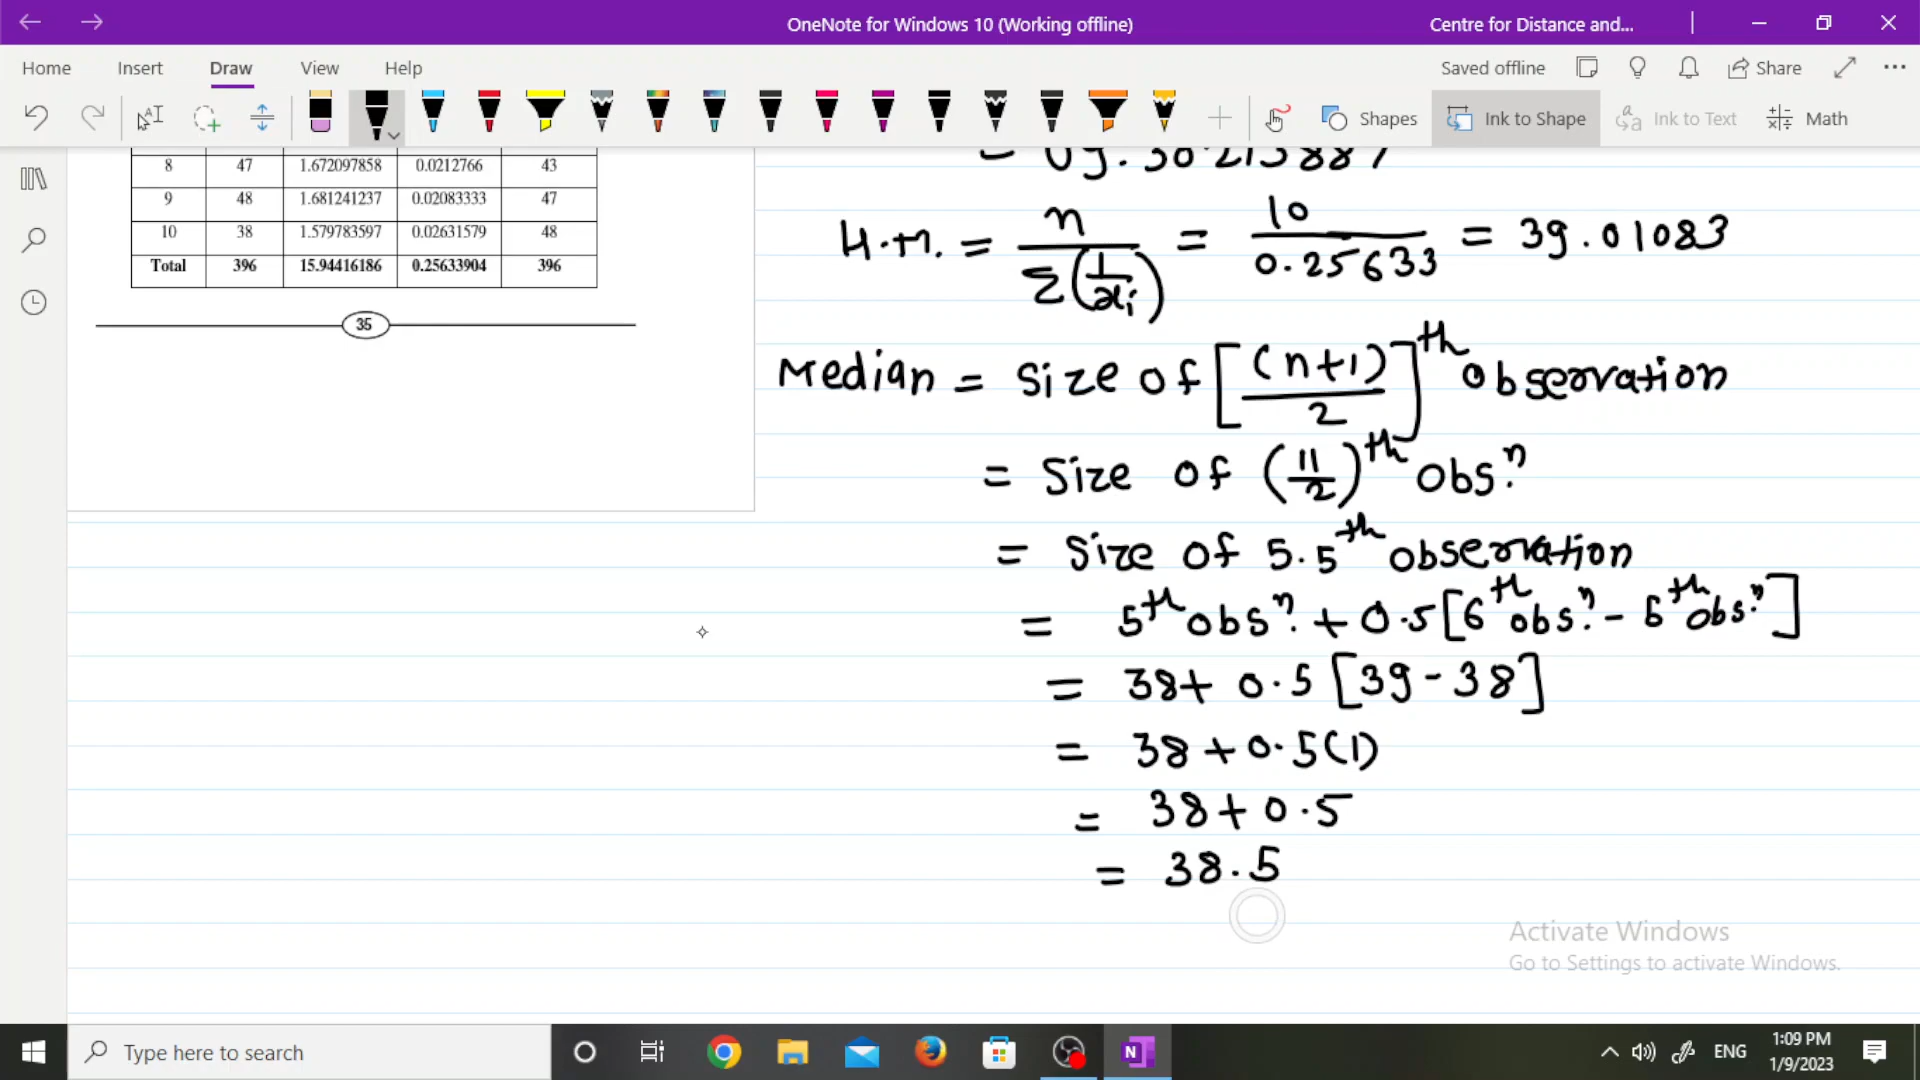 OneNote for Windows 10 (Working offline)
Centre for Distance and...
Home Insert Draw View Help
Saved offline
Share
Shapes
Ink to Shape
Ink to Text
Math
8 47 1.672097858 0.0212766 43
9 48 1.681241237 0.02083333 47
10 38 1.579783597 0.02631579 48
Total 396 15.94416186 0.25633904 396
35
H.M. = n / Σ(1/xi) = 10 / 0.25633 = 39.01083
Median = Size of [(n+1)/2]th observation
= Size of (11/2)th obs.n
= Size of 5.5th observation
= 5th obs.n + 0.5[6th obs.n - 5th obs.n]
= 38+ 0.5 [39-38]
= 38+0.5(1)
= 38+0.5
= 38.5
Activate Windows
Go to Settings to activate Windows.
Type here to search
ENG
1:09 PM
1/9/2023